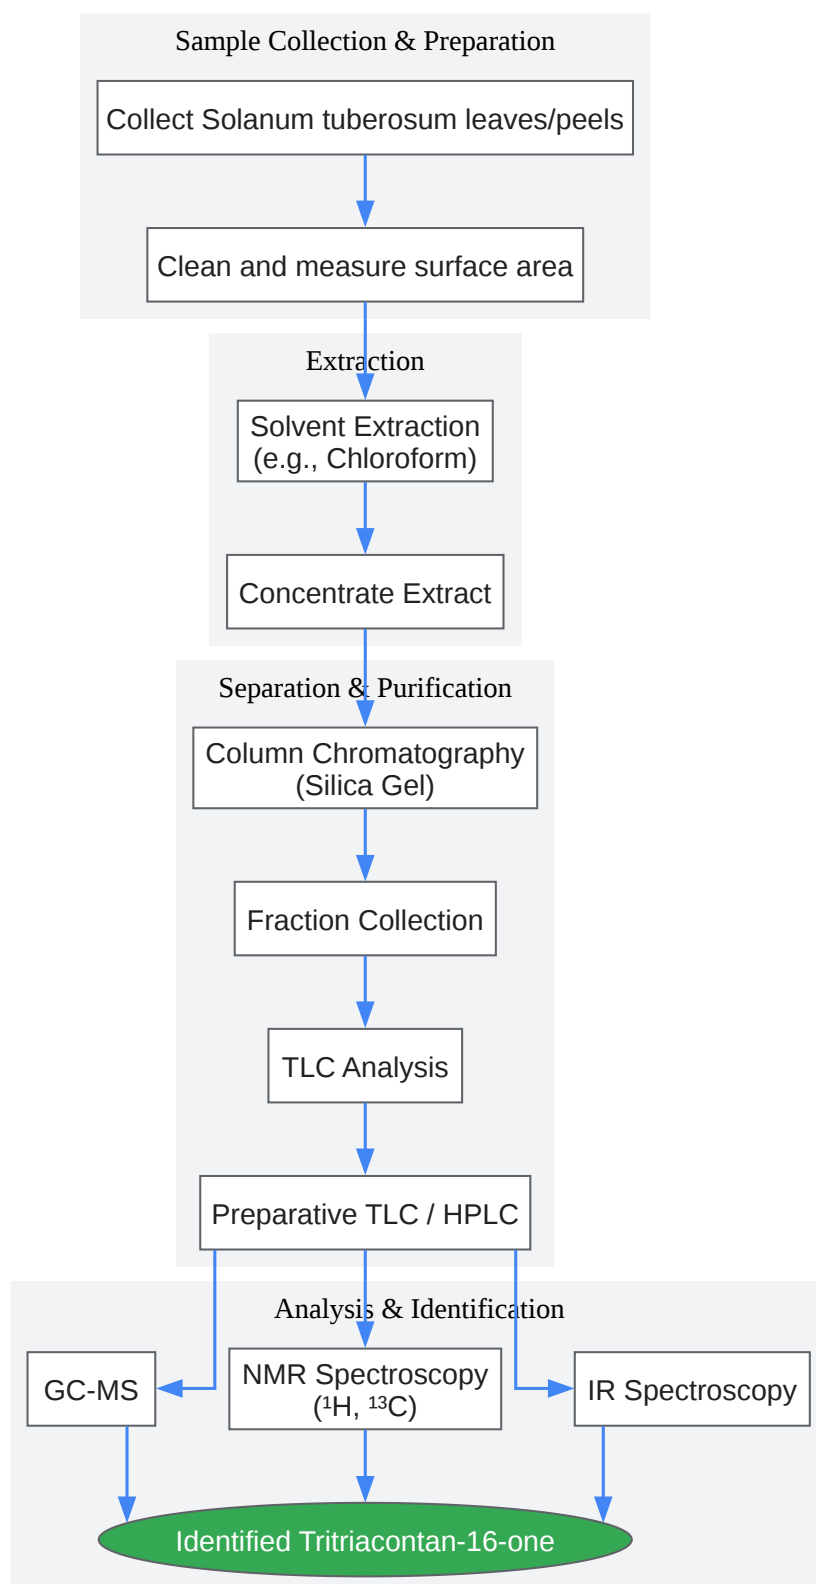 Sample Collection & Preparation
Collect Solanum tuberosum leaves/peels
Clean and measure surface area
Extraction
Solvent Extraction
(e.g., Chloroform)
Concentrate Extract
Separation & Purification
Column Chromatography
(Silica Gel)
Fraction Collection
TLC Analysis
Preparative TLC / HPLC
Analysis & Identification
GC-MS
NMR Spectroscopy
(¹H, ¹³C)
IR Spectroscopy
Identified Tritriacontan-16-one